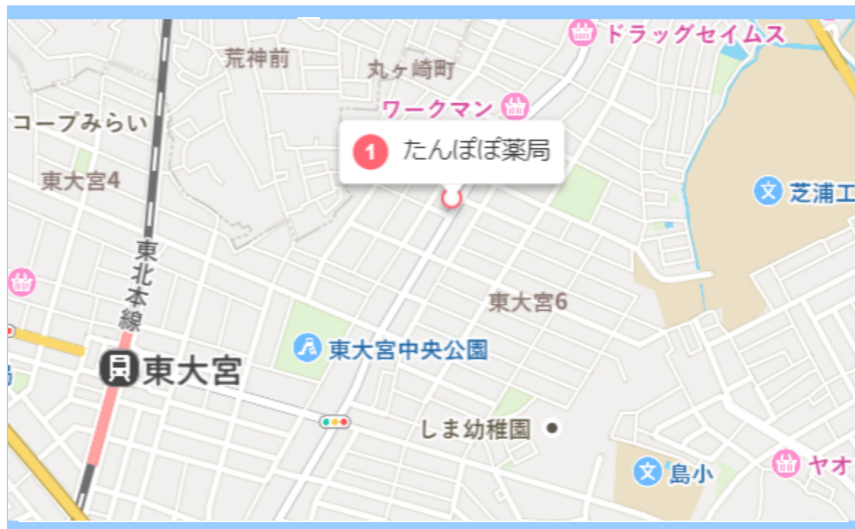 ドラッグセイムス
荒神前
丸ヶ崎町
ワークマン
コープみらい
1 たんぽぽ薬局
東大宮4
文 芝浦工
東北本線
東大宮6
東大宮中央公園
東大宮
しま幼稚園
文 島小
ヤオ